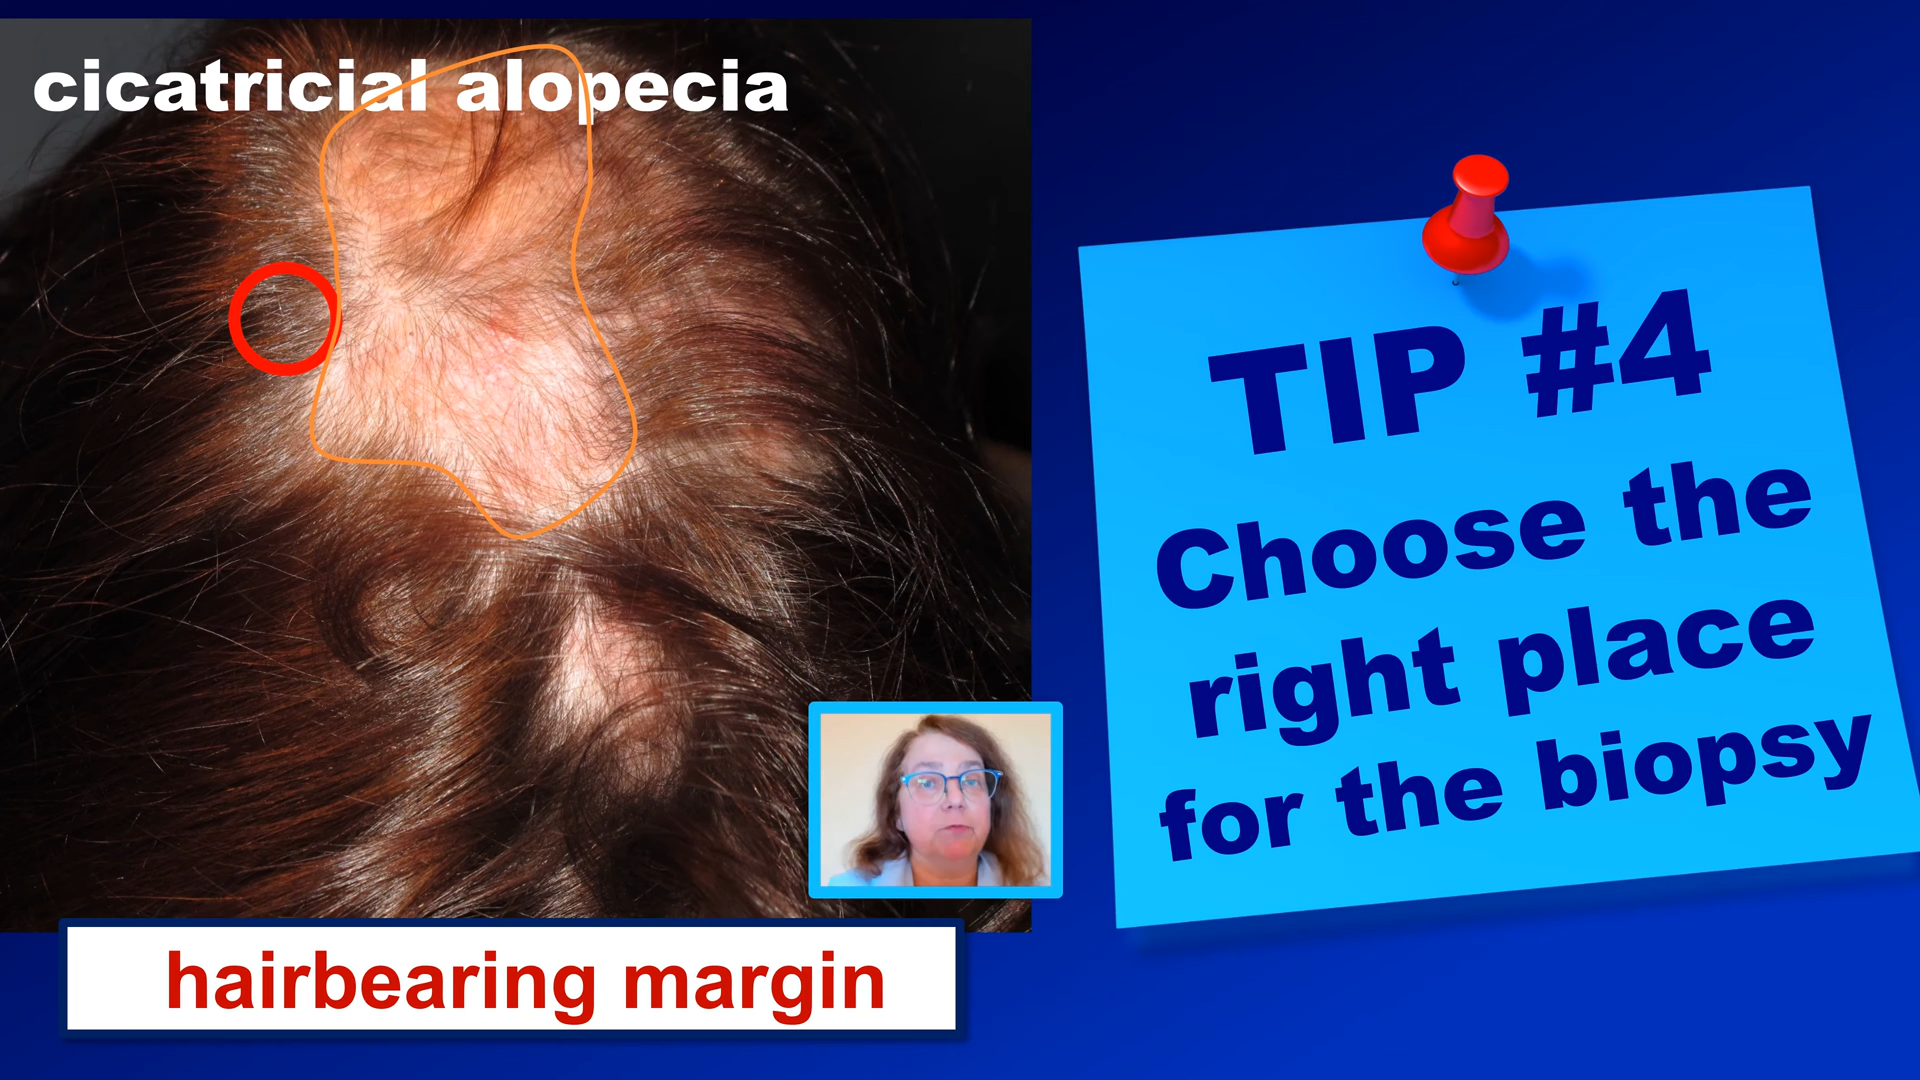 cicatricial alopecia
TIP #4
Choose the
right place
for the biopsy
hairbearing margin